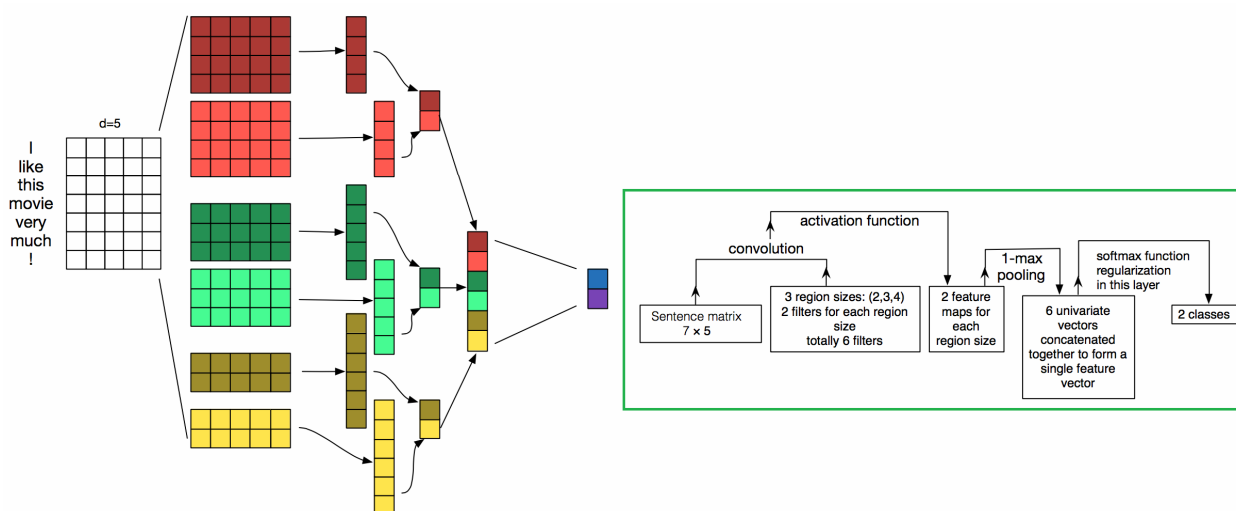 d=5
I
like
this
movie
very
much
!
activation function
convolution
1-max
pooling
softmax function
regularization
in this layer
Sentence matrix
7 × 5
3 region sizes: (2,3,4)
2 filters for each region
size
totally 6 filters
2 feature
maps for
each
region size
6 univariate
vectors
concatenated
together to form a
single feature
vector
2 classes